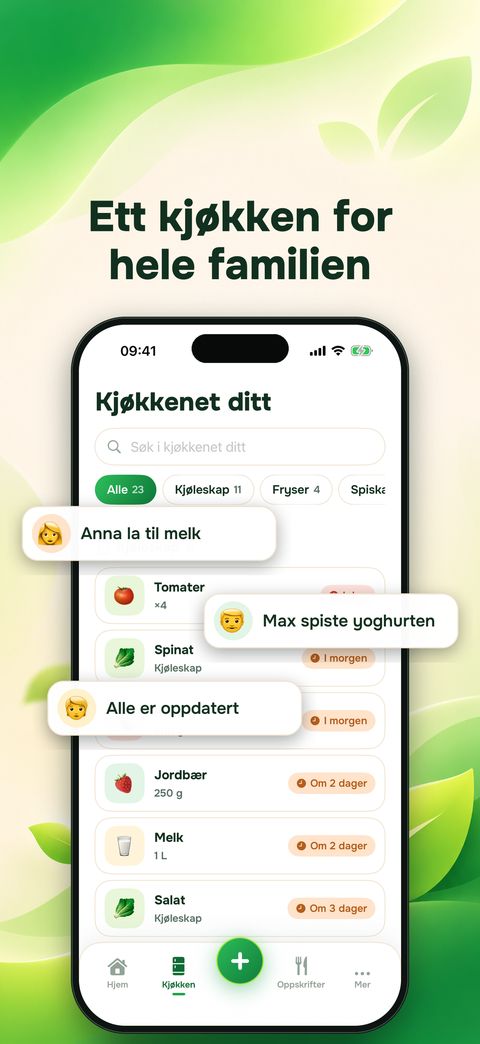 Ett kjøkken for
hele familien
09:41
Kjøkkenet ditt
Søk i kjøkkenet ditt
Alle 23
Kjøleskap 11
Fryser 4
Spiska
Anna la til melk
Tomater
×4
Max spiste yoghurten
Spinat
Kjøleskap
I morgen
Alle er oppdatert
I morgen
Jordbær
250 g
Om 2 dager
Melk
1 L
Om 2 dager
Salat
Kjøleskap
Om 3 dager
Hjem
Kjøkken
Oppskrifter
Mer